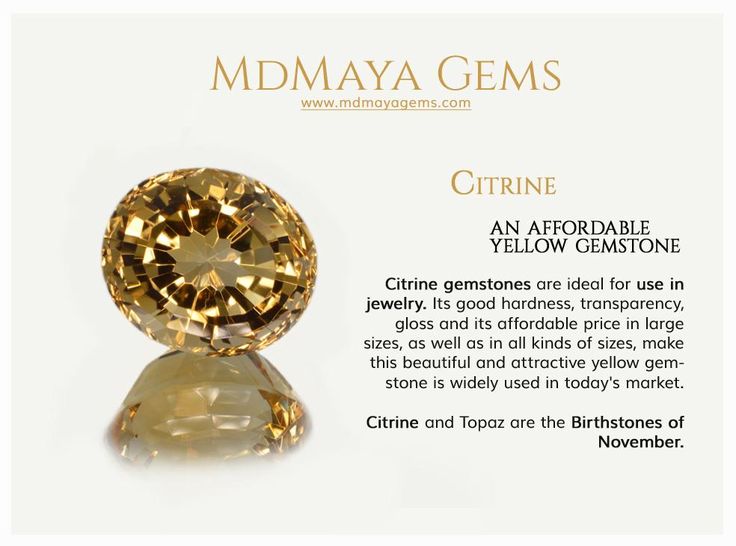 MdMaya Gems
www.mdmayagems.com
Citrine
AN AFFORDABLE
YELLOW GEMSTONE
Citrine gemstones are ideal for use in
jewelry. Its good hardness, transparency,
gloss and its affordable price in large
sizes, as well as in all kinds of sizes, make
this beautiful and attractive yellow gem-
stone is widely used in today's market.
Citrine and Topaz are the Birthstones of
November.